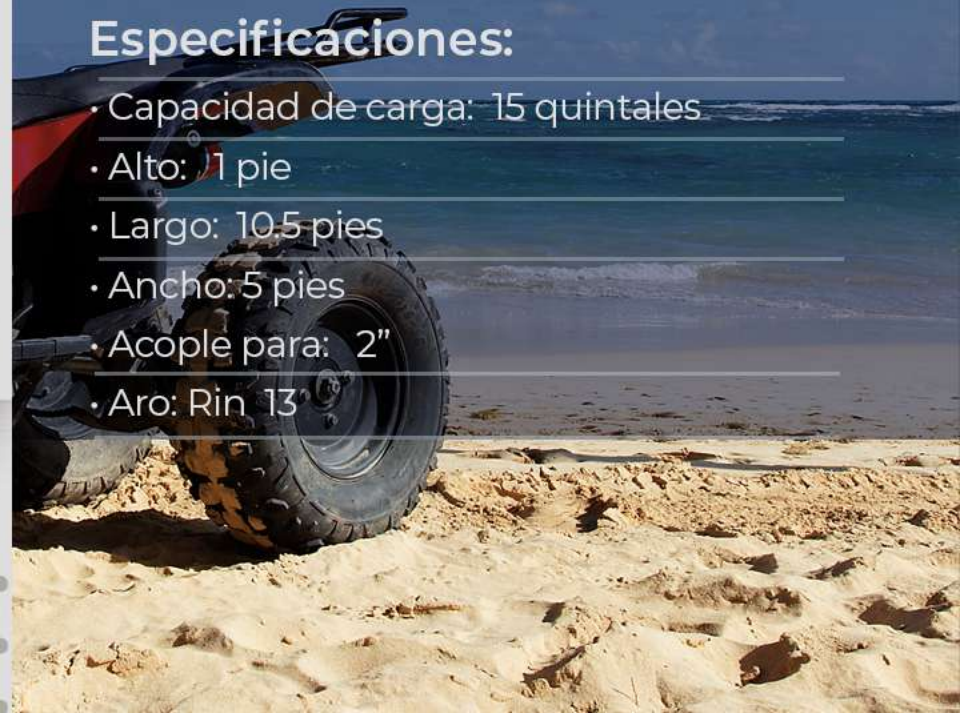 Especificaciones:
• Capacidad de carga: 15 quintales
• Alto: 1 pie
• Largo: 10.5 pies
• Ancho: 5 pies
• Acople para: 2”
• Aro: Rin 13